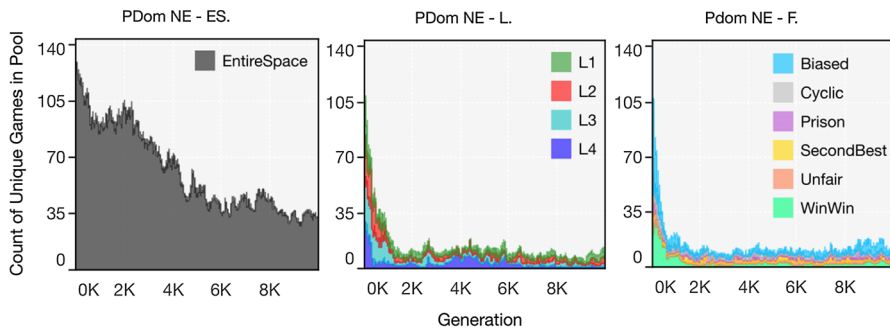 PDom NE - ES.
PDom NE - L.
Pdom NE - F.
Count of Unique Games in Pool
140
105
70
35
0
EntireSpace
0K 2K 4K 6K 8K
140
105
70
35
0
L1
L2
L3
L4
0K 2K 4K 6K 8K
140
105
70
35
0
Biased
Cyclic
Prison
SecondBest
Unfair
WinWin
0K 2K 4K 6K 8K
Generation